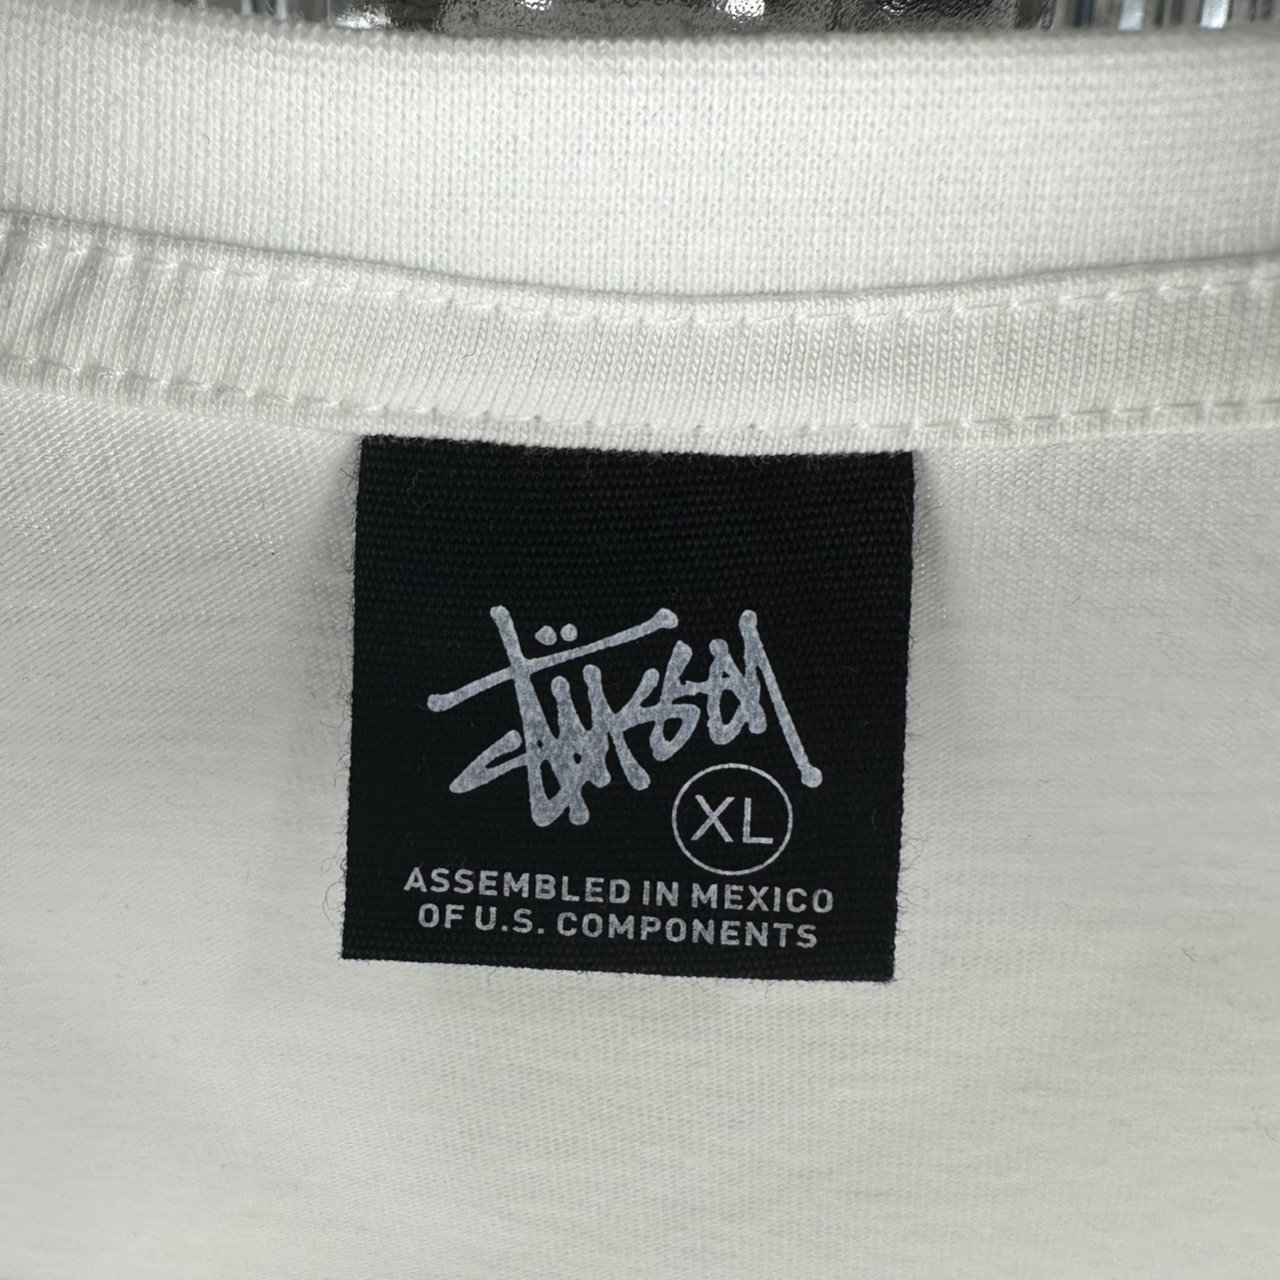 Stüssy
XL
ASSEMBLED IN MEXICO
OF U.S. COMPONENTS